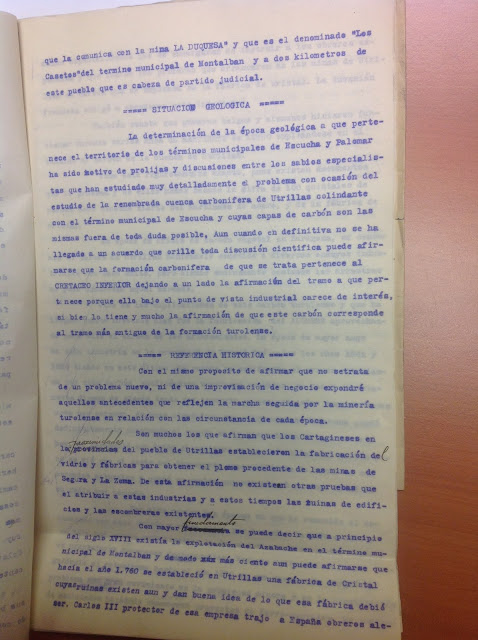 que la comunica con la mina LA DUQUESA" y que es el denominado "Los
Casetos"del termino municipal de Montalban y a dos kilometros de
este pueblo que es cabeza de partido judicial.
===== SITUACION GEOLOGICA =====
La determinación de la época geológica a que perte-
nece el territorio de los términos municipales de Escucha y Palomar
ha sido motivo de prolijas y discusiones entre los sabios especialis-
tas que han estudiado muy detalladamente el problema con ocasión del
estudio de la renombrada cuenca carbonifera de Utrillas colindante
con el término municipal de Escucha y cuyas capas de carbón son las
mismas fuera de toda duda posible. Aun cuando en definitiva no se ha
llegado a un acuerdo que orille toda discusión cientifica puede afir-
marse que la formación carbonifera de que se trata pertenece al
CRETACEO INFERIOR dejando a un lado la afirmación del tramo a que per-
tenece porque ello bajo el punto de vista industrial carece de interés,
si bien lo tiene y mucho la afirmación de que este carbón corresponde
al tramo más antiguo de la formación turolense.
===== REFERENCIA HISTORICA =====
Con el mismo proposito de afirmar que no setrata
de un problema nuevo, ni de una improvisación de negocio expondré
aquellos antecedentes que reflejen la marcha seguida por la minería
turolense en relación con las circunstancia de cada época.
Son muchos los que afirman que los Cartagineses en
proximidades
la provincias del pueblo de Utrillas establecieran la fabricación del
vidrio y fábricas para obtener el plomo procedente de las minas de
Segura y La Zoma. De esta afirmación no existen otras pruebas que
el atribuir a estas industrias y a estos tiempos las ruinas de edifi-
cios y las escombreras existentes.
fundamento
Con mayor se puede decir que a principio
del siglo XVIII existía la explotación del Azabache en el término mu-
nicipal de Montalban y de modo más cierto aun puede afirmarse que
hacia el año 1.780 se estableció en Utrillas una fábrica de Cristal
cuyas ruinas existen aun y dan buena idea de lo que esa fábrica debió
ser. Carlos III protector de esa empresa trajo a España obreros ale-